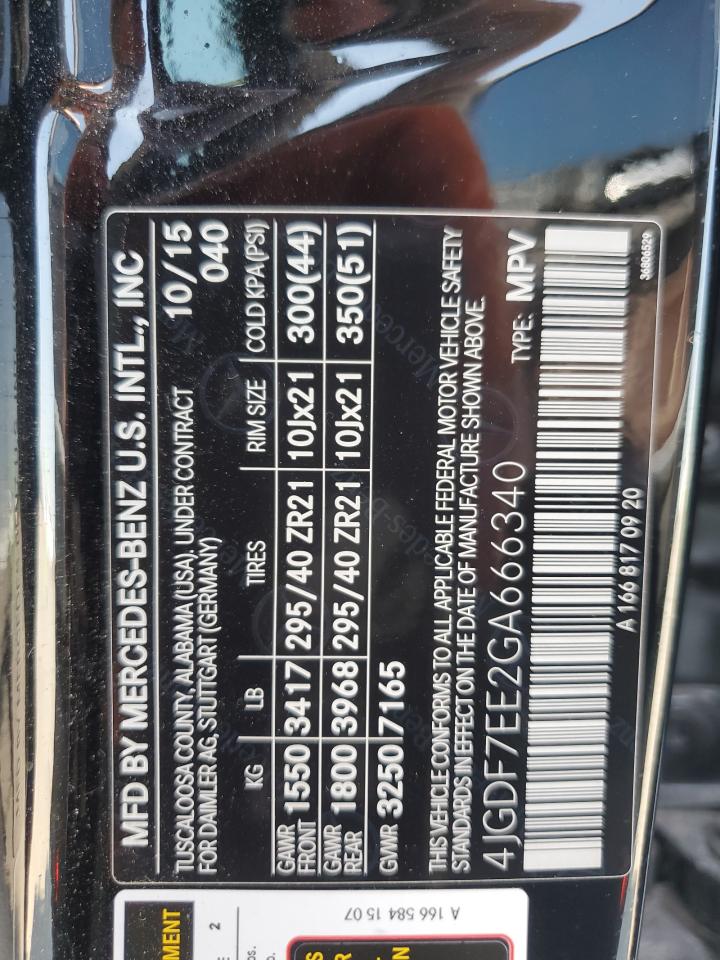 MFD BY MERCEDES-BENZ U.S. INTL., INC
TUSCALOOSA COUNTY, ALABAMA (USA), UNDER CONTRACT 10/15
FOR DAIMLER AG, STUTTGART (GERMANY) 040
KG LB TIRES RIM SIZE COLD KPA(PSI)
GAWR FRONT 1550 3417 295/40 ZR21 10Jx21 300(44)
GAWR REAR 1800 3968 295/40 ZR21 10Jx21 350(51)
GWR 3250 7165
THIS VEHICLE CONFORMS TO ALL APPLICABLE FEDERAL MOTOR VEHICLE SAFETY
STANDARDS IN EFFECT ON THE DATE OF MANUFACTURE SHOWN ABOVE.
4JGDF7EE2GA666340 TYPE: MPV
A 166 817 09 20
36806529
A 166 584 15 07
2